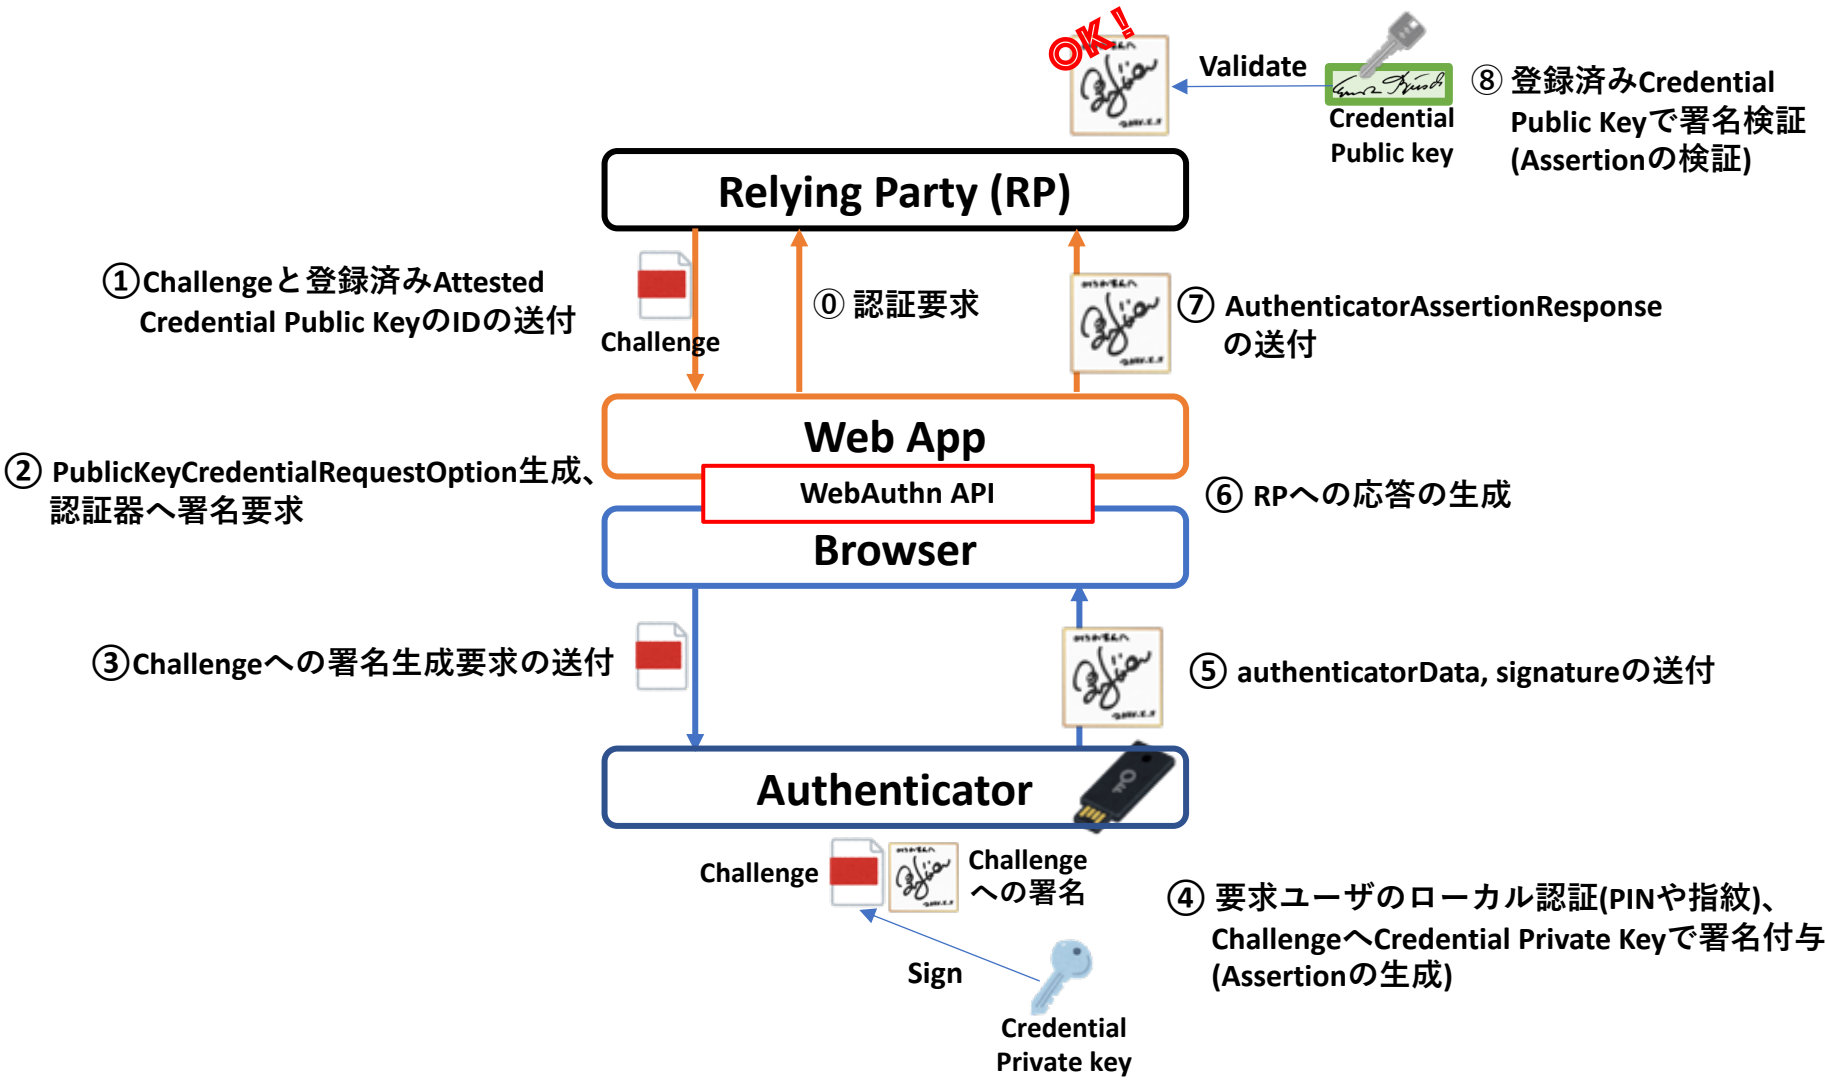 OK！
Validate
Credential
Public key
⑧ 登録済みCredential
Public Keyで署名検証
(Assertionの検証)
Relying Party (RP)
①Challengeと登録済みAttested
Credential Public KeyのIDの送付
Challenge
⓪ 認証要求
⑦ AuthenticatorAssertionResponse
の送付
Web App
WebAuthn API
Browser
② PublicKeyCredentialRequestOption生成、
認証器へ署名要求
⑥ RPへの応答の生成
③Challengeへの署名生成要求の送付
⑤ authenticatorData, signatureの送付
Authenticator
Challenge
Challenge
への署名
④ 要求ユーザのローカル認証(PINや指紋)、
ChallengeへCredential Private Keyで署名付与
(Assertionの生成)
Sign
Credential
Private key